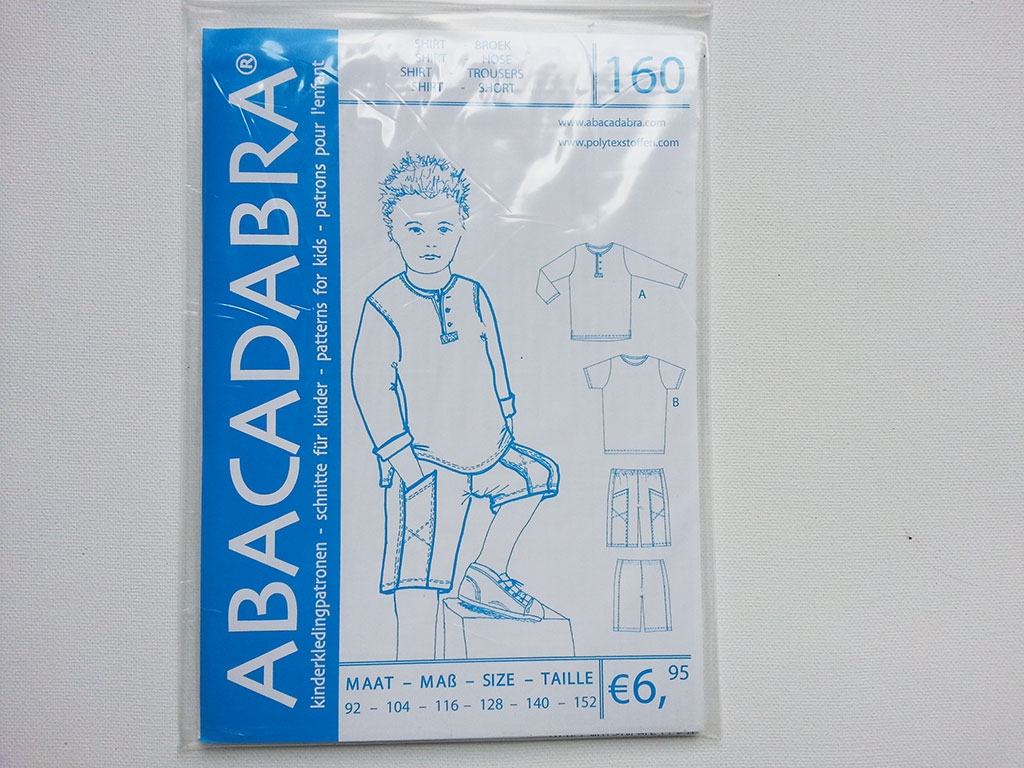 ABACADABRA®
kinderkledingpatronen - schnitte für kinder - patterns for kids - patrons pour l'enfant
SHIRT - BROEK
SHIRT - HOSE
SHIRT - TROUSERS
SHIRT - SHORT
160
www.abacadabra.com
www.polytexstoffen.com
A
B
MAAT – MAß – SIZE – TAILLE
92 – 104 – 116 – 128 – 140 – 152
€6,95